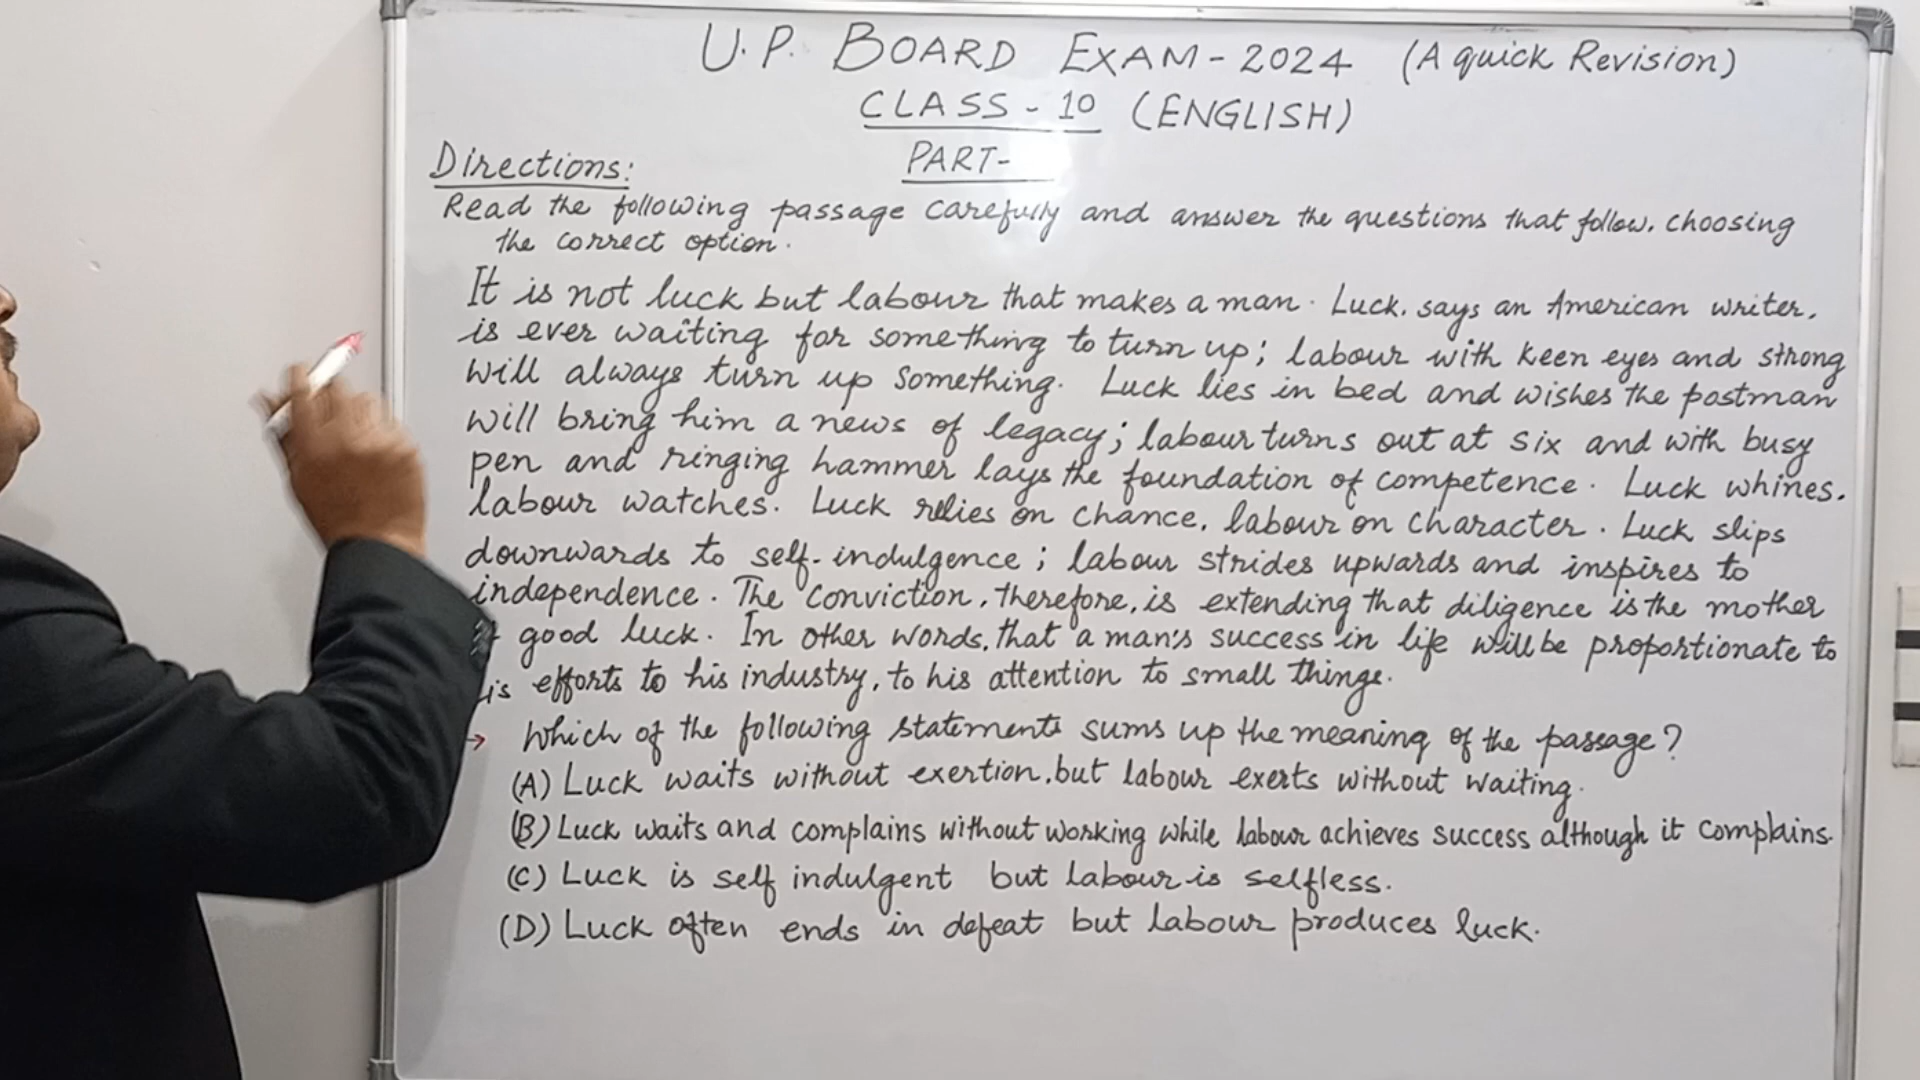 U.P. BOARD EXAM-2024 (A quick Revision)
CLASS-10 (ENGLISH)
PART-
Directions:
Read the following passage carefully and answer the questions that follow, choosing
the correct option.
It is not luck but labour that makes a man. Luck, says an American writer,
is ever waiting for something to turn up; labour with keen eyes and strong
will always turn up something. Luck lies in bed and wishes the postman
will bring him a news of legacy; labour turns out at six and with busy
pen and ringing hammer lays the foundation of competence. Luck whines,
labour watches. Luck relies on chance, labour on character. Luck slips
downwards to self-indulgence; labour strides upwards and inspires to
independence. The conviction, therefore, is extending that diligence is the mother
good luck. In other words, that a man's success in life will be proportionate to
is efforts to his industry, to his attention to small things.
→ Which of the following statements sums up the meaning of the passage?
(A) Luck waits without exertion, but labour exerts without waiting.
(B) Luck waits and complains without working while labour achieves success although it complains.
(C) Luck is self indulgent but labour is selfless.
(D) Luck often ends in defeat but labour produces luck.